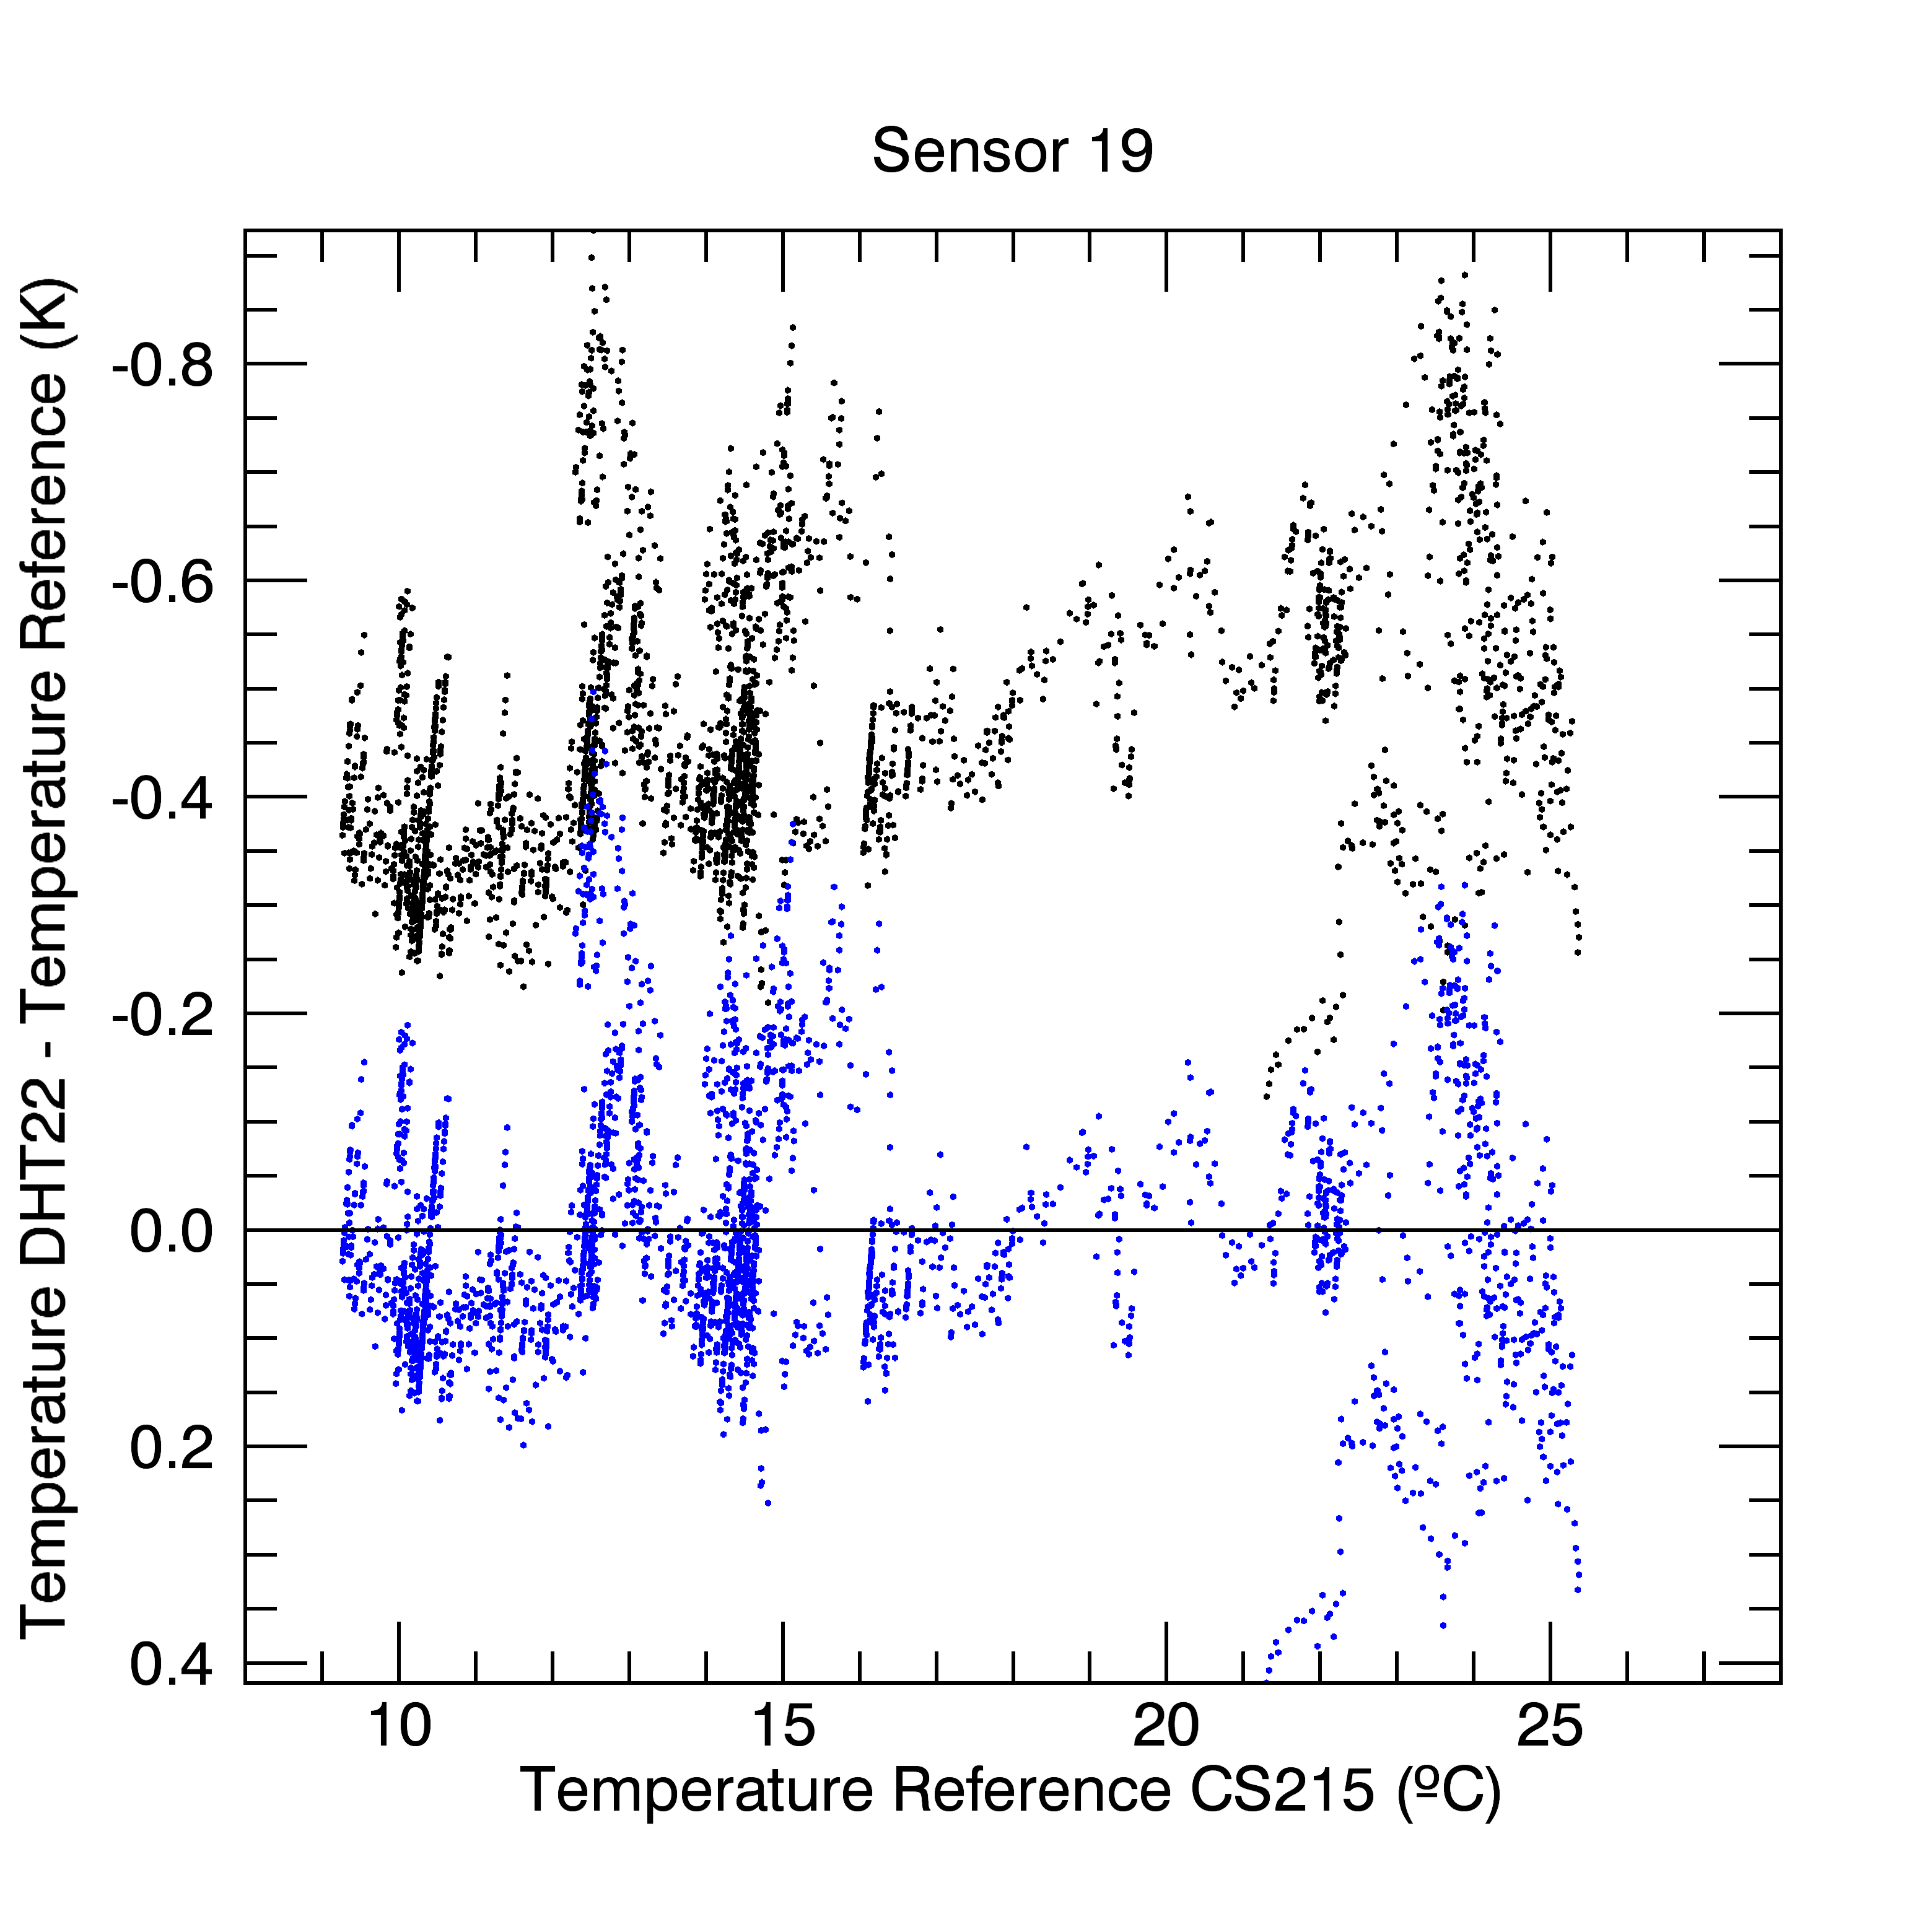 Sensor 19
Temperature DHT22 - Temperature Reference (K)
-0.8
-0.6
-0.4
-0.2
0.0
0.2
0.4
10 15 20 25
Temperature Reference CS215 (ºC)